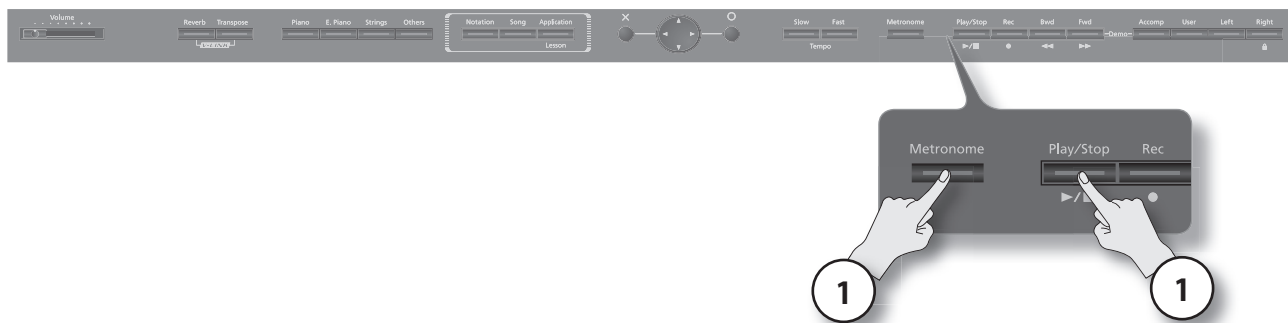 Volume
Reverb Transpose
Piano E. Piano Strings Others
Notation Song Application
Lesson
Slow Fast
Tempo
Metronome
Play/Stop Rec Bwd Fwd
Demo
Accomp User Left Right
Metronome Play/Stop Rec
1 1